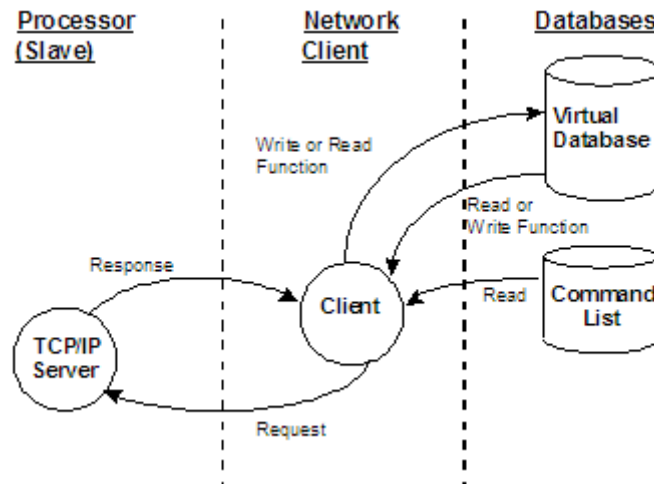 Processor
(Slave)
Network
Client
Databases
Virtual
Database
Write or Read
Function
Read or
Write Function
Response
Client
Read
Command
List
TCP/IP
Server
Request